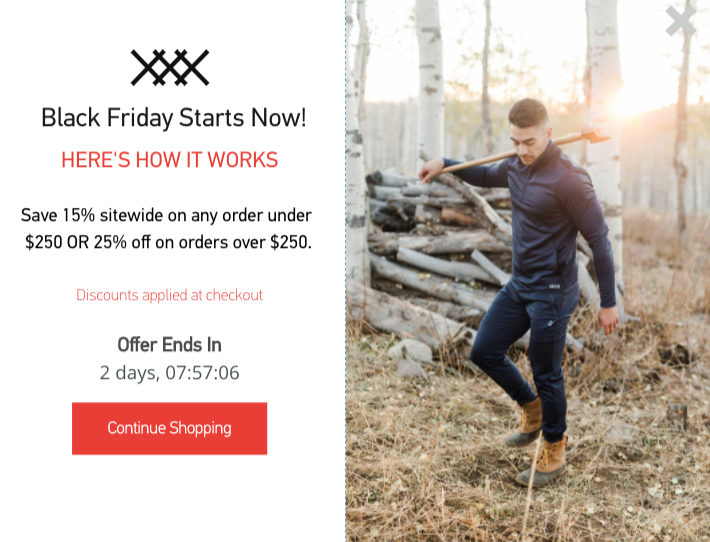 Black Friday Starts Now!
HERE'S HOW IT WORKS
Save 15% sitewide on any order under
$250 OR 25% off on orders over $250.
Discounts applied at checkout
Offer Ends In
2 days, 07:57:06
Continue Shopping